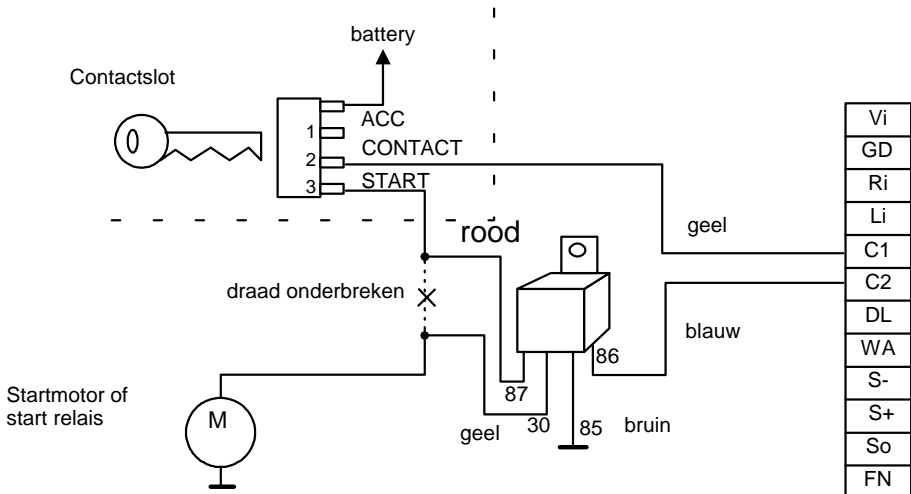 battery
Contactslot
ACC
1
CONTACT
2
START
3
rood
geel
draad onderbreken
blauw
86
87
30
85
bruin
geel
Startmotor of
start relais
M
Vi
GD
Ri
Li
C1
C2
DL
WA
S-
S+
So
FN